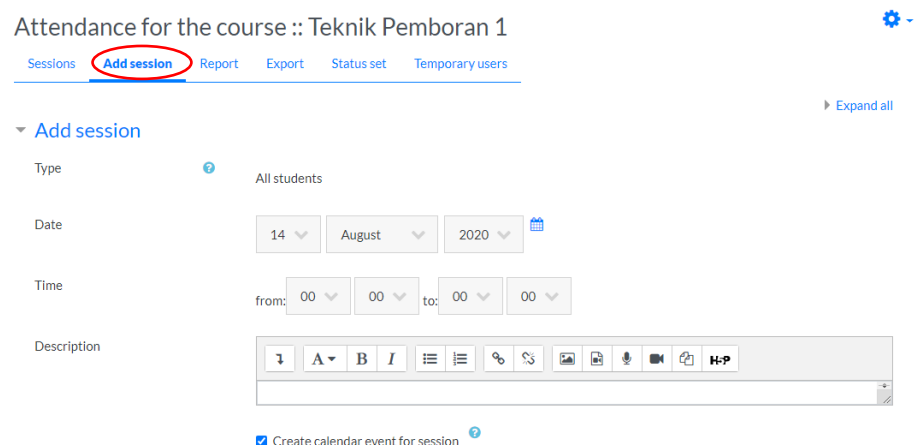 Attendance for the course :: Teknik Pemboran 1
Sessions Add session Report Export Status set Temporary users
Expand all
Add session
Type ?
All students
Date
14 August 2020
Time
from: 00 00 to: 00 00
Description
A B I H-P
Create calendar event for session ?